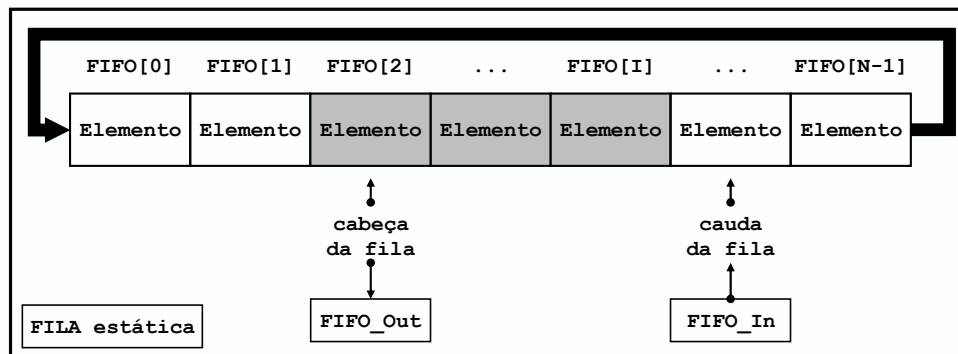 FIFO[0] FIFO[1] FIFO[2] ... FIFO[I] ... FIFO[N-1]
Elemento Elemento Elemento Elemento Elemento Elemento Elemento
cabeça cauda
da fila da fila
FILA estática FIFO_Out FIFO_In